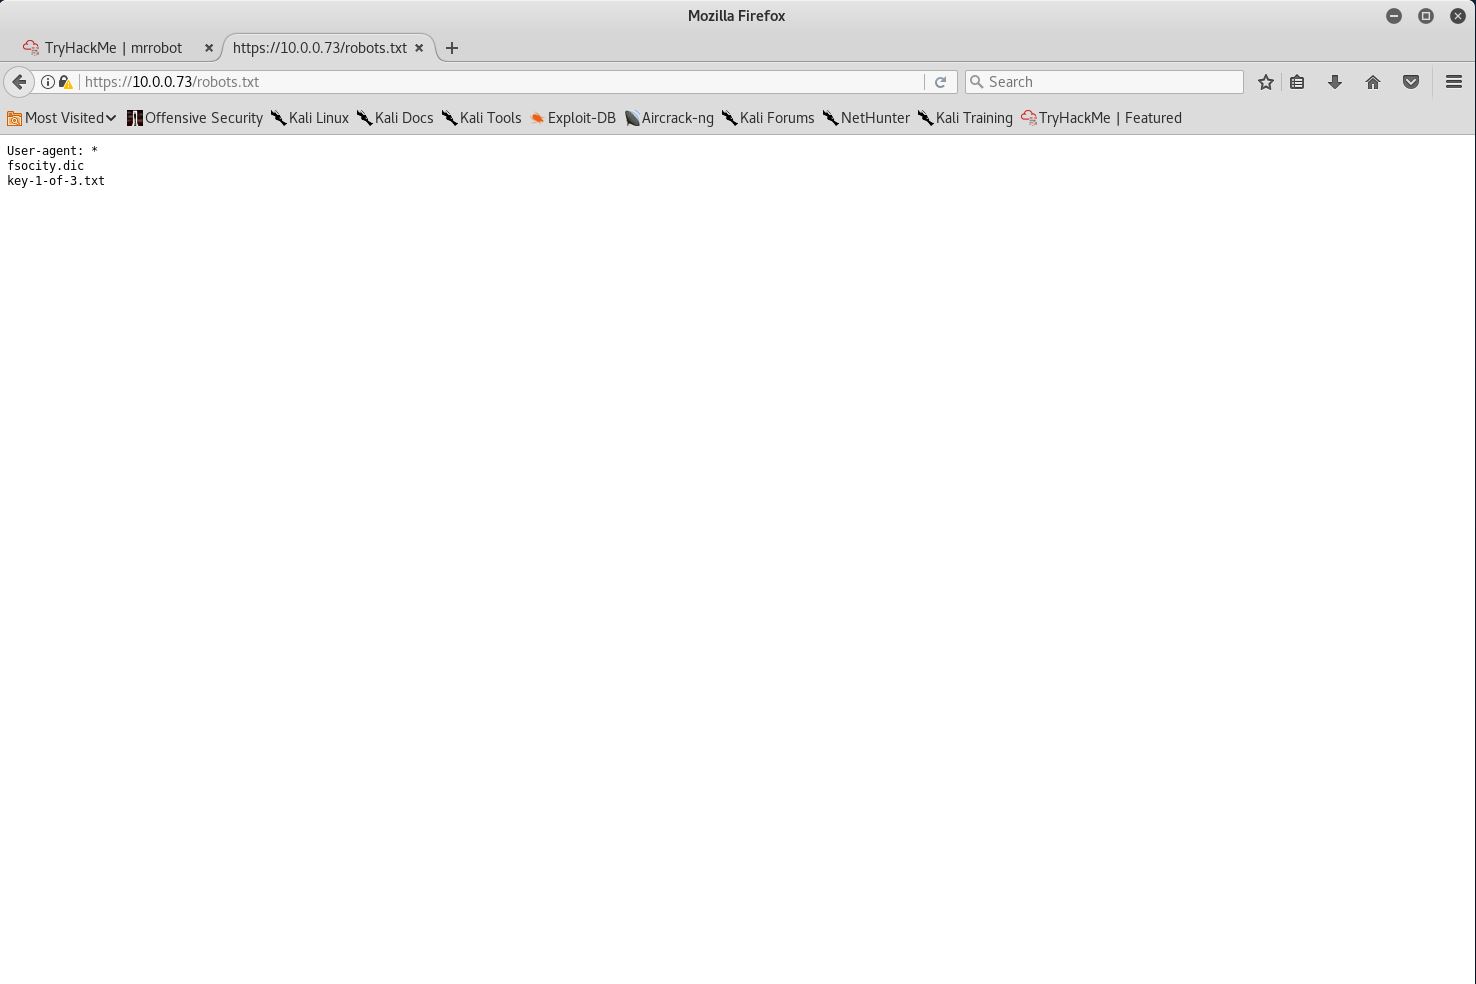 Mozilla Firefox
TryHackMe | mrrobot
https://10.0.0.73/robots.txt
https://10.0.0.73/robots.txt
Search
Most Visited Offensive Security Kali Linux Kali Docs Kali Tools Exploit-DB Aircrack-ng Kali Forums NetHunter Kali Training TryHackMe | Featured
User-agent: *
fsocity.dic
key-1-of-3.txt